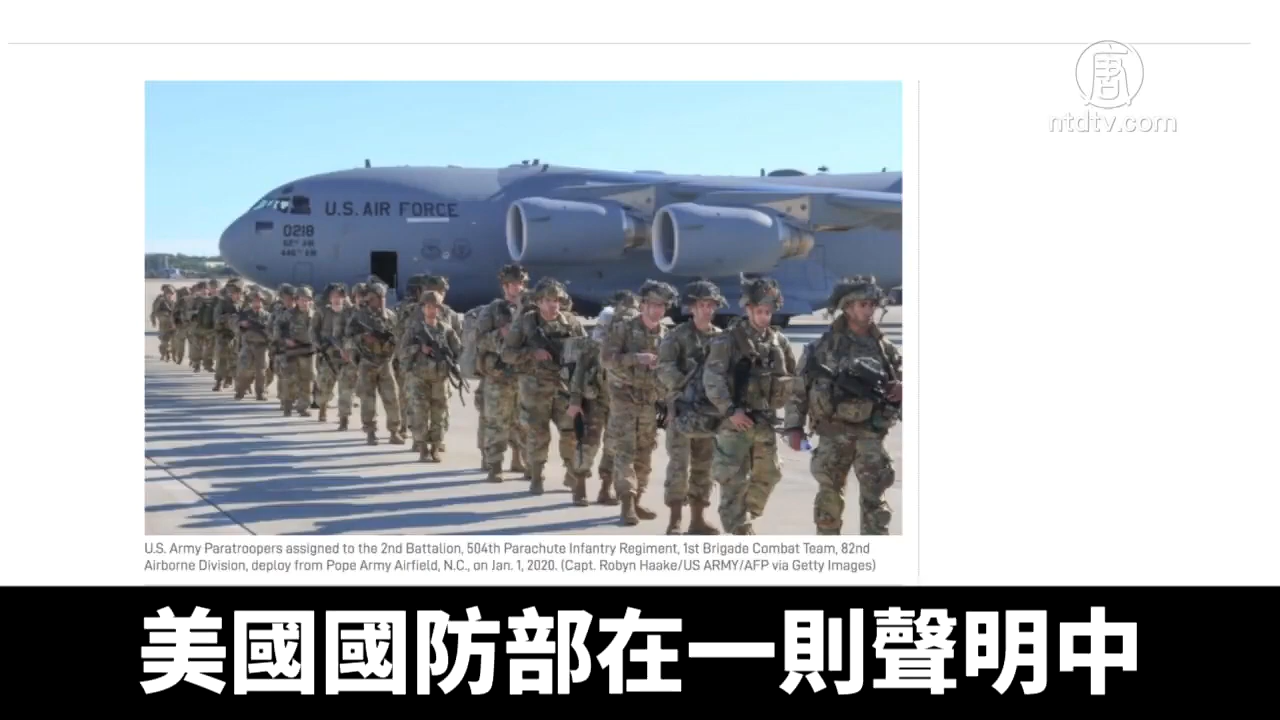 唐
ntdtv.com
U.S. AIR FORCE
0218
U.S. Army Paratroopers assigned to the 2nd Battalion, 504th Parachute Infantry Regiment, 1st Brigade Combat Team, 82nd
Airborne Division, deploy from Pope Army Airfield, N.C., on Jan. 1, 2020. (Capt. Robyn Haake/US ARMY/AFP via Getty Images)
美國國防部在一則聲明中